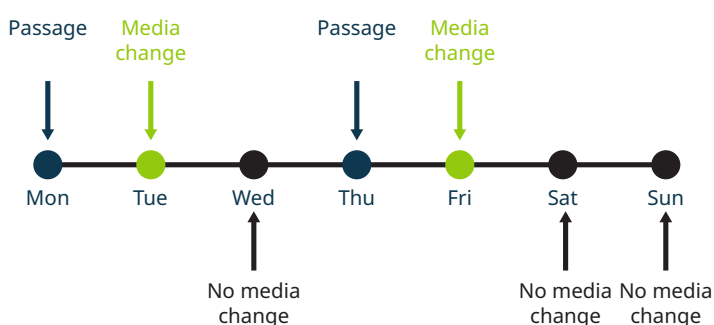 Passage
Media
change
Passage
Media
change
Mon
Tue
Wed
Thu
Fri
Sat
Sun
No media
change
No media
change
No media
change